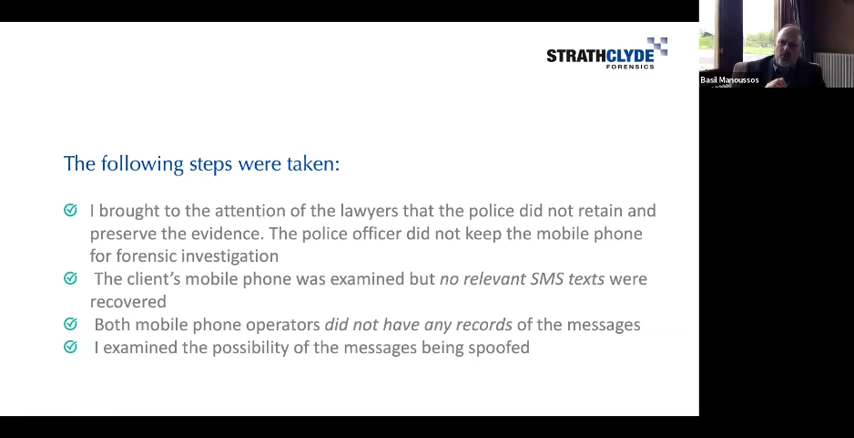 STRATHCLYDE
FORENSICS
Basil Manoussos
The following steps were taken:
I brought to the attention of the lawyers that the police did not retain and
preserve the evidence. The police officer did not keep the mobile phone
for forensic investigation
The client's mobile phone was examined but no relevant SMS texts were
recovered
Both mobile phone operators did not have any records of the messages
I examined the possibility of the messages being spoofed